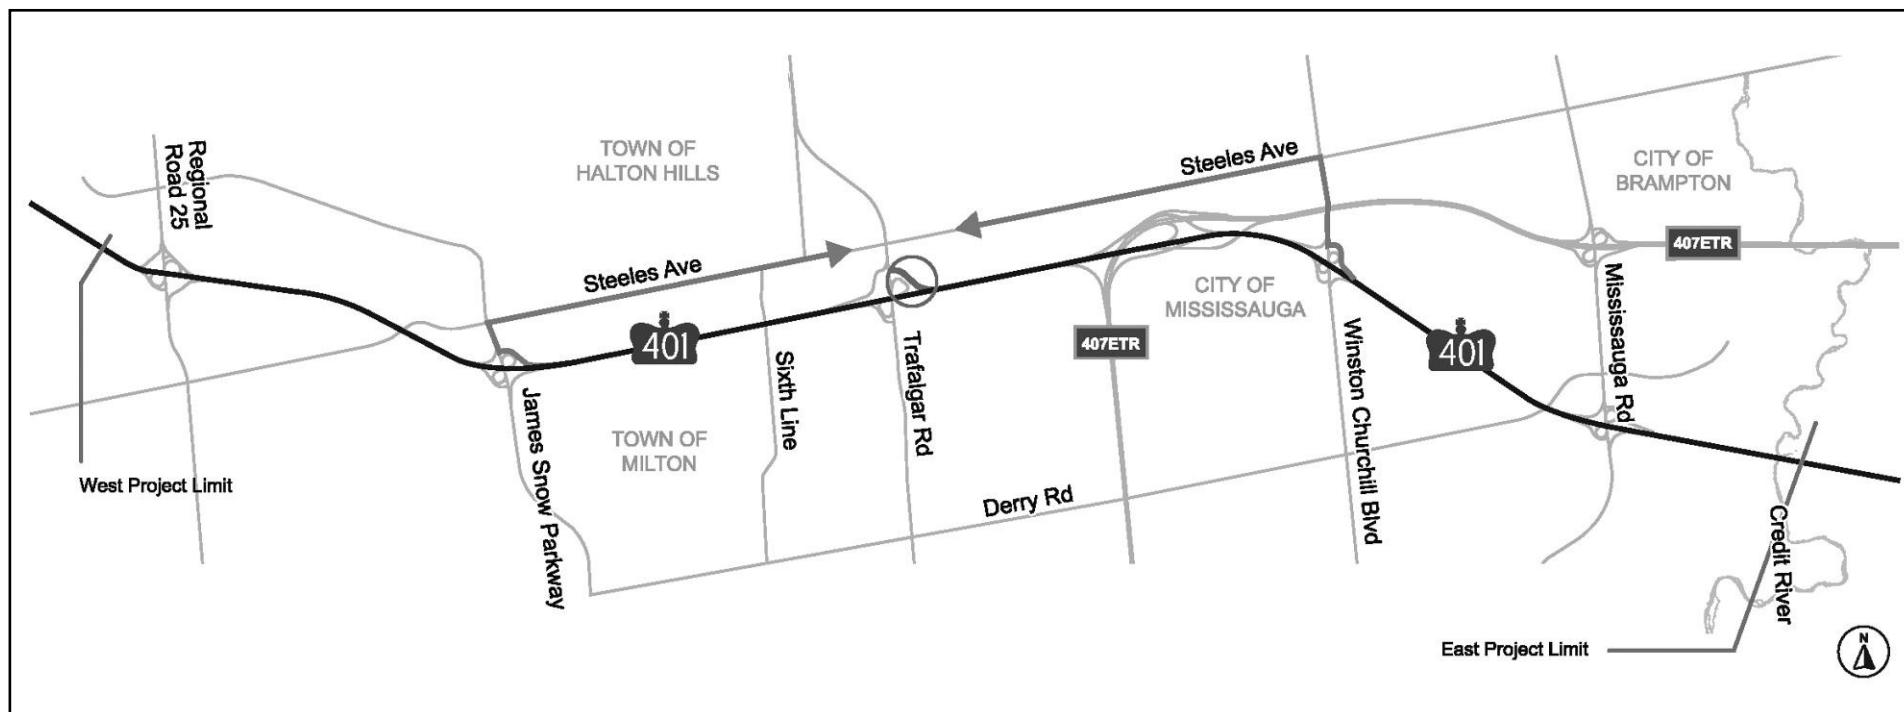 Regional
Road 25
TOWN OF
HALTON HILLS
Steeles Ave
CITY OF
BRAMPTON
407ETR
Steeles Ave
CITY OF
MISSISSAUGA
401
407ETR
401
Mississauga Rd
James Snow Parkway
TOWN OF
MILTON
Sixth Line
Trafalgar Rd
Winston Churchill Blvd
West Project Limit
Derry Rd
Credit River
East Project Limit
N